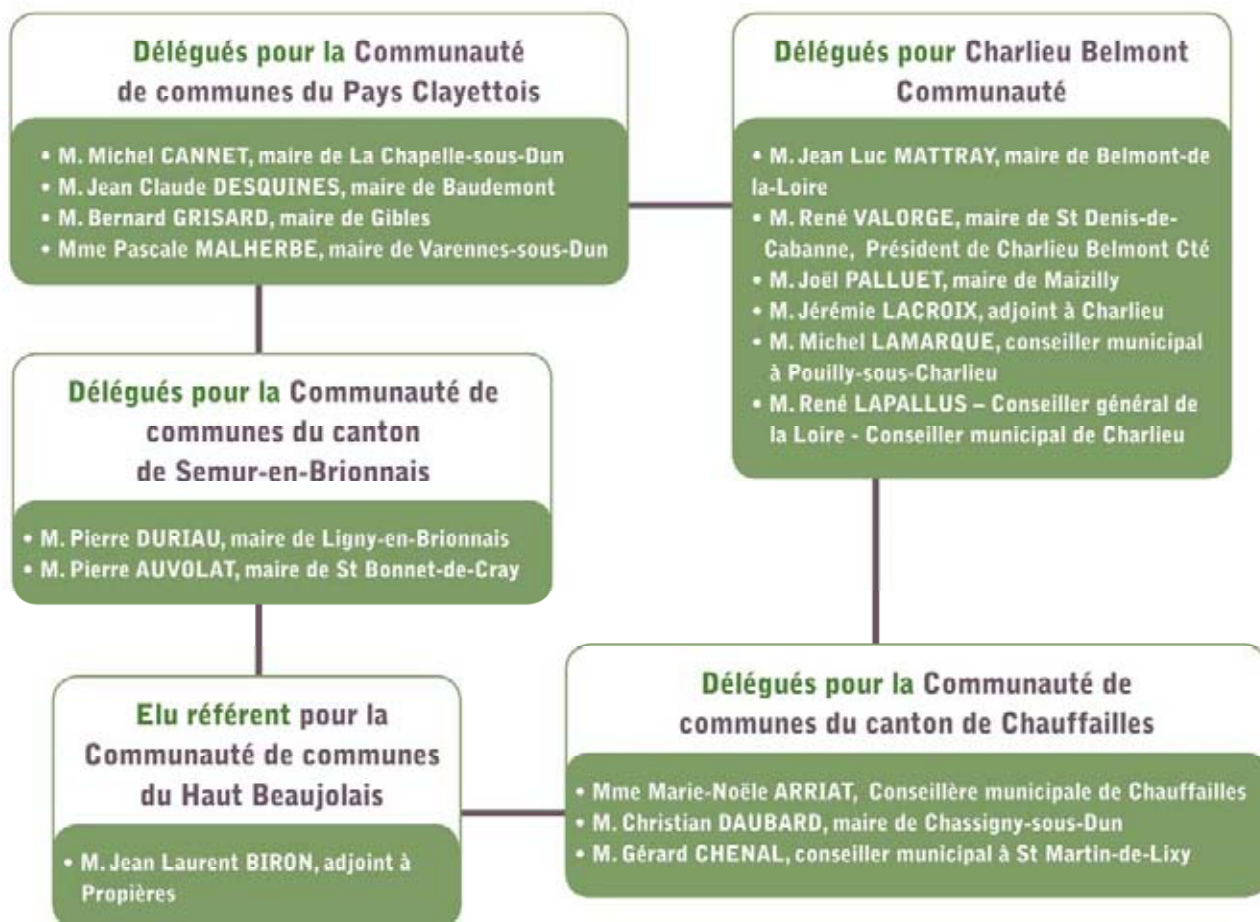 Délégués pour la Communauté
de communes du Pays Clayettois
• M. Michel CANNET, maire de La Chapelle-sous-Dun
• M. Jean Claude DESQUINES, maire de Baudemont
• M. Bernard GRISARD, maire de Gibles
• Mme Pascale MALHERBE, maire de Varennes-sous-Dun
Délégués pour Charlieu Belmont
Communauté
• M. Jean Luc MATTRAY, maire de Belmont-de
la-Loire
• M. René VALORGE, maire de St Denis-de-
Cabanne, Président de Charlieu Belmont Cté
• M. Joël PALLUET, maire de Maizilly
• M. Jérémie LACROIX, adjoint à Charlieu
• M. Michel LAMARQUE, conseiller municipal
à Pouilly-sous-Charlieu
• M. René LAPALLUS – Conseiller général de
la Loire - Conseiller municipal de Charlieu
Délégués pour la Communauté de
communes du canton
de Semur-en-Brionnais
• M. Pierre DURIAU, maire de Ligny-en-Brionnais
• M. Pierre AUVOLAT, maire de St Bonnet-de-Cray
Elu référent pour la
Communauté de communes
du Haut Beaujolais
• M. Jean Laurent BIRON, adjoint à
Propières
Délégués pour la Communauté de
communes du canton de Chauffailles
• Mme Marie-Noële ARRIAT, Conseillère municipale de Chauffailles
• M. Christian DAUBARD, maire de Chassigny-sous-Dun
• M. Gérard CHENAL, conseiller municipal à St Martin-de-Lixy